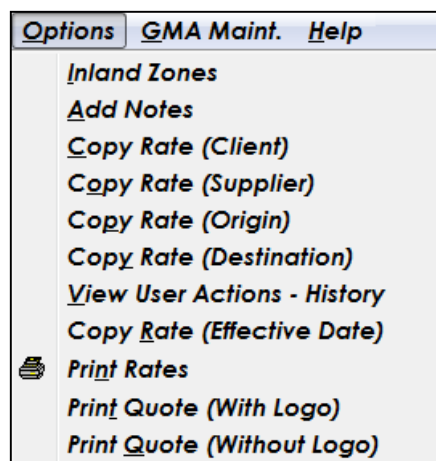 Options GMA Maint. Help
Inland Zones
Add Notes
Copy Rate (Client)
Copy Rate (Supplier)
Copy Rate (Origin)
Copy Rate (Destination)
View User Actions - History
Copy Rate (Effective Date)
Print Rates
Print Quote (With Logo)
Print Quote (Without Logo)